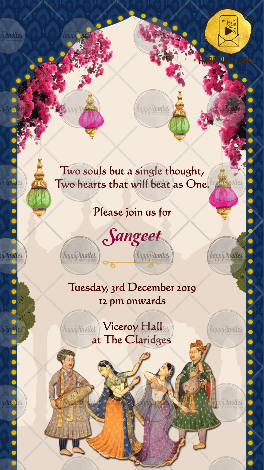 Two souls but a single thought,
Two hearts that will beat as One.
Please join us for
Sangeet
Tuesday, 3rd December 2019
12 pm onwards
Viceroy Hall
at The Claridges